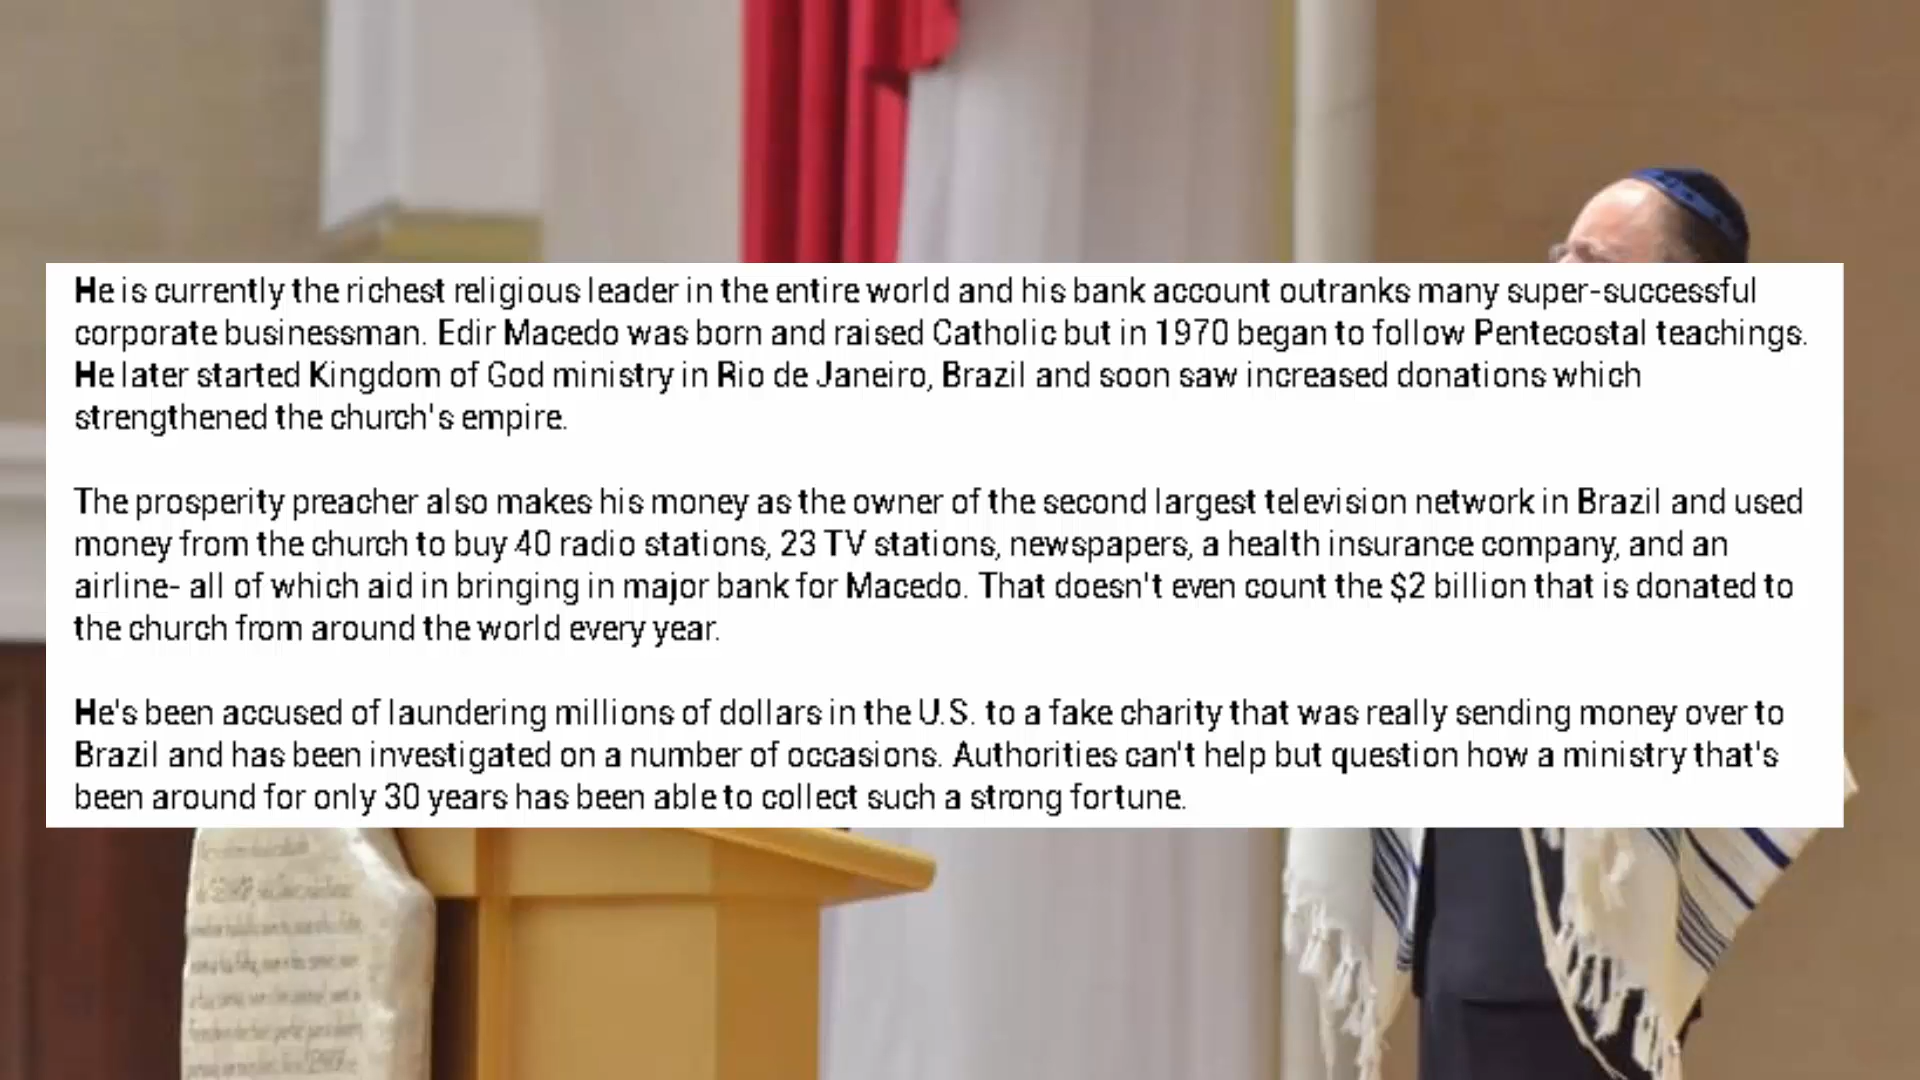 He is currently the richest religious leader in the entire world and his bank account outranks many super-successful
corporate businessman. Edir Macedo was born and raised Catholic but in 1970 began to follow Pentecostal teachings.
He later started Kingdom of God ministry in Rio de Janeiro, Brazil and soon saw increased donations which
strengthened the church's empire.
The prosperity preacher also makes his money as the owner of the second largest television network in Brazil and used
money from the church to buy 40 radio stations, 23 TV stations, newspapers, a health insurance company, and an
airline- all of which aid in bringing in major bank for Macedo. That doesn't even count the $2 billion that is donated to
the church from around the world every year.
He's been accused of laundering millions of dollars in the U.S. to a fake charity that was really sending money over to
Brazil and has been investigated on a number of occasions. Authorities can't help but question how a ministry that's
been around for only 30 years has been able to collect such a strong fortune.